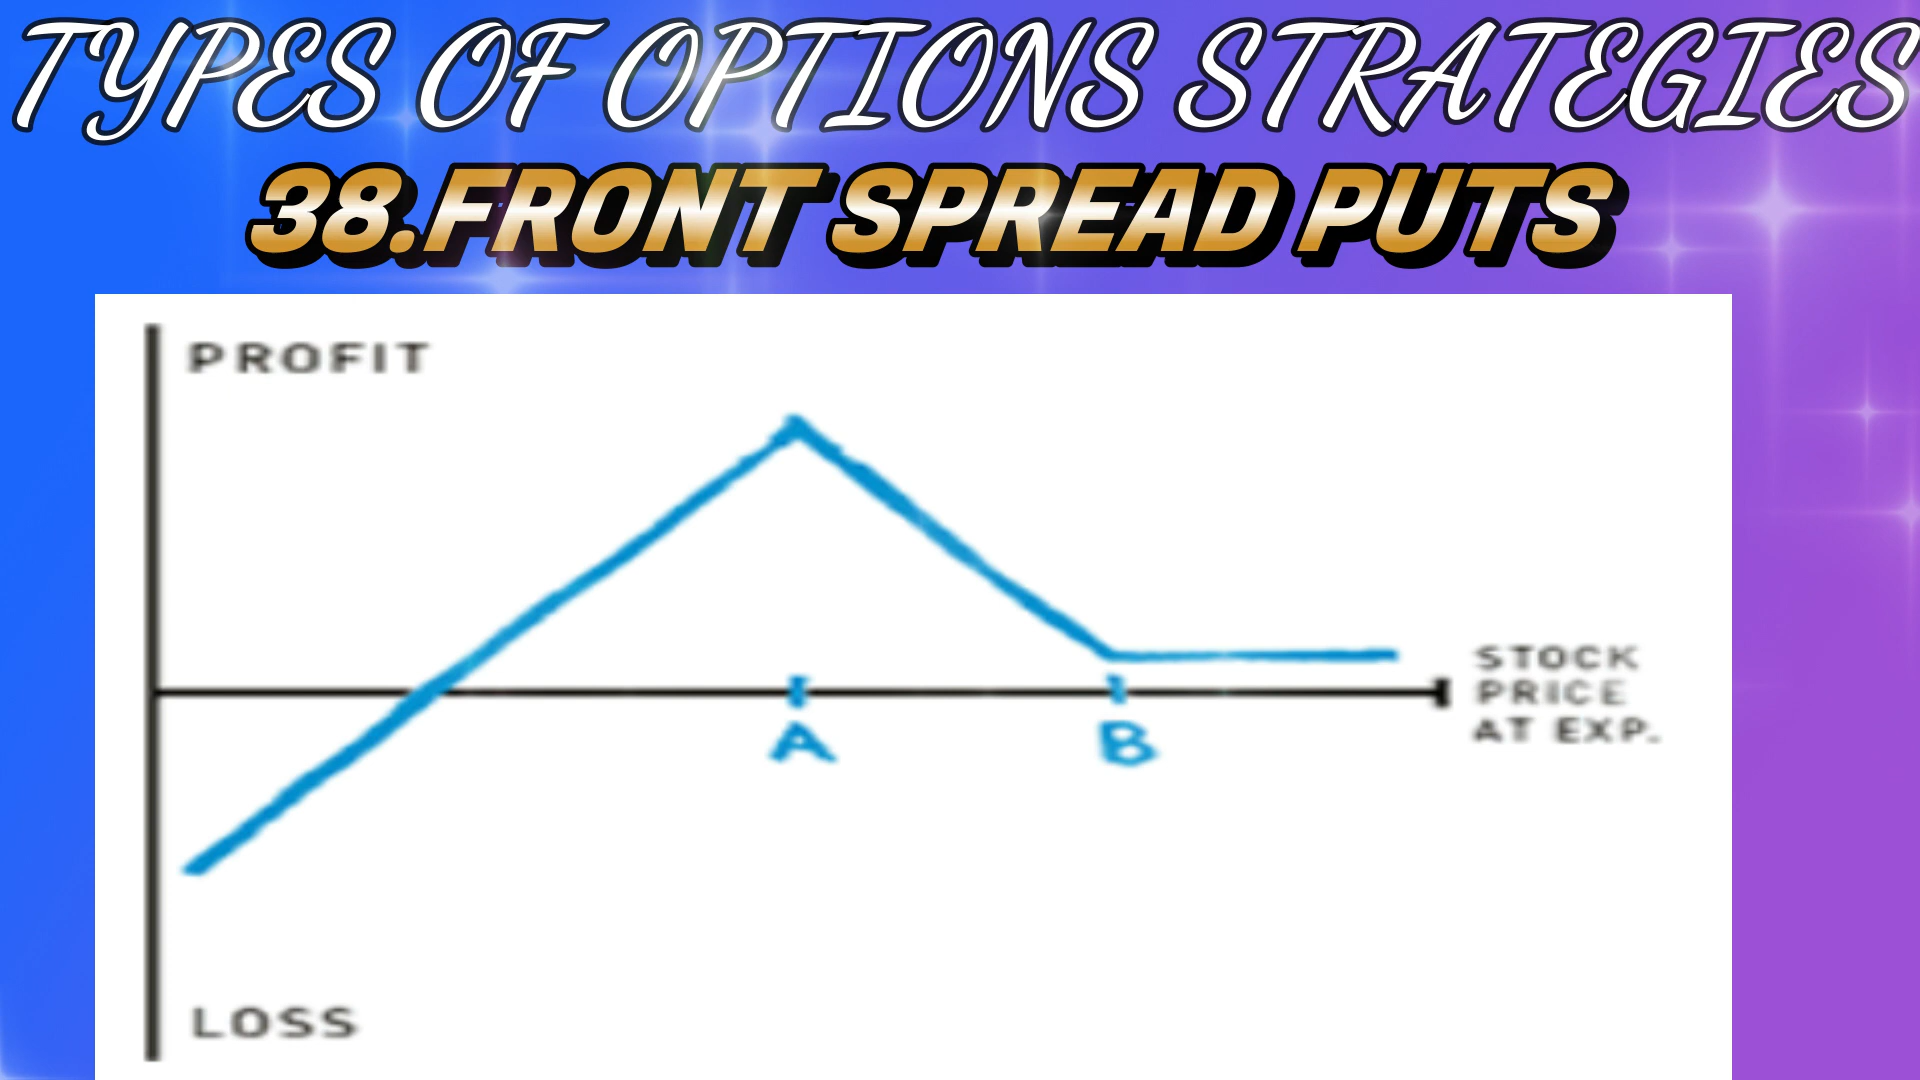 TYPES OF OPTIONS STRATEGIES
38.FRONT SPREAD PUTS
PROFIT
STOCK
PRICE
AT EXP.
A
B
LOSS